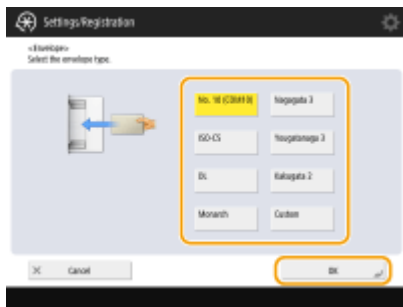 Settings/Registration
<Envelope>
Select the envelope type.
No. 10 (COM10)
Nagagata 3
ISO-C5
Yougatanaga 3
DL
Kakugata 2
Monarch
Custom
Cancel
OK